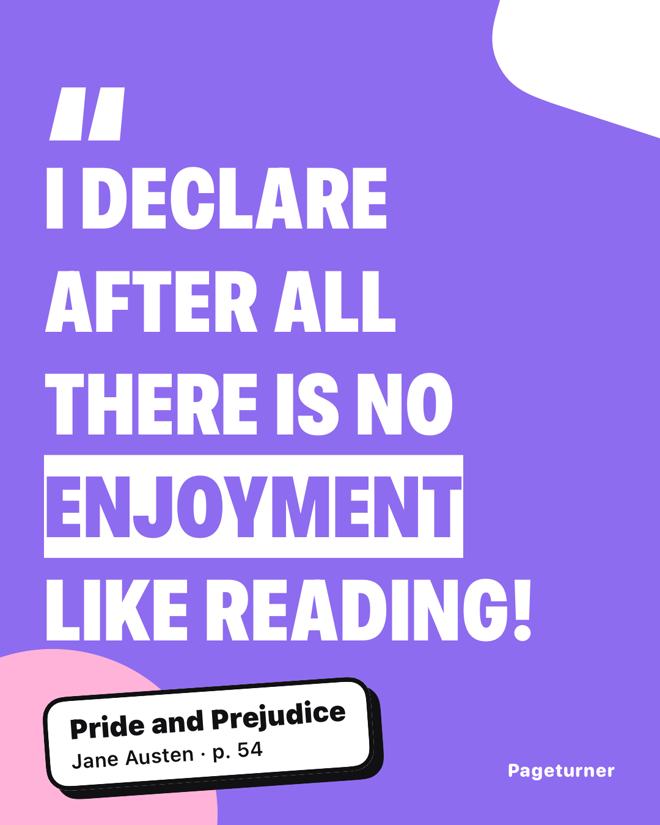 “
I DECLARE
AFTER ALL
THERE IS NO
ENJOYMENT
LIKE READING!
Pride and Prejudice
Jane Austen · p. 54
Pageturner